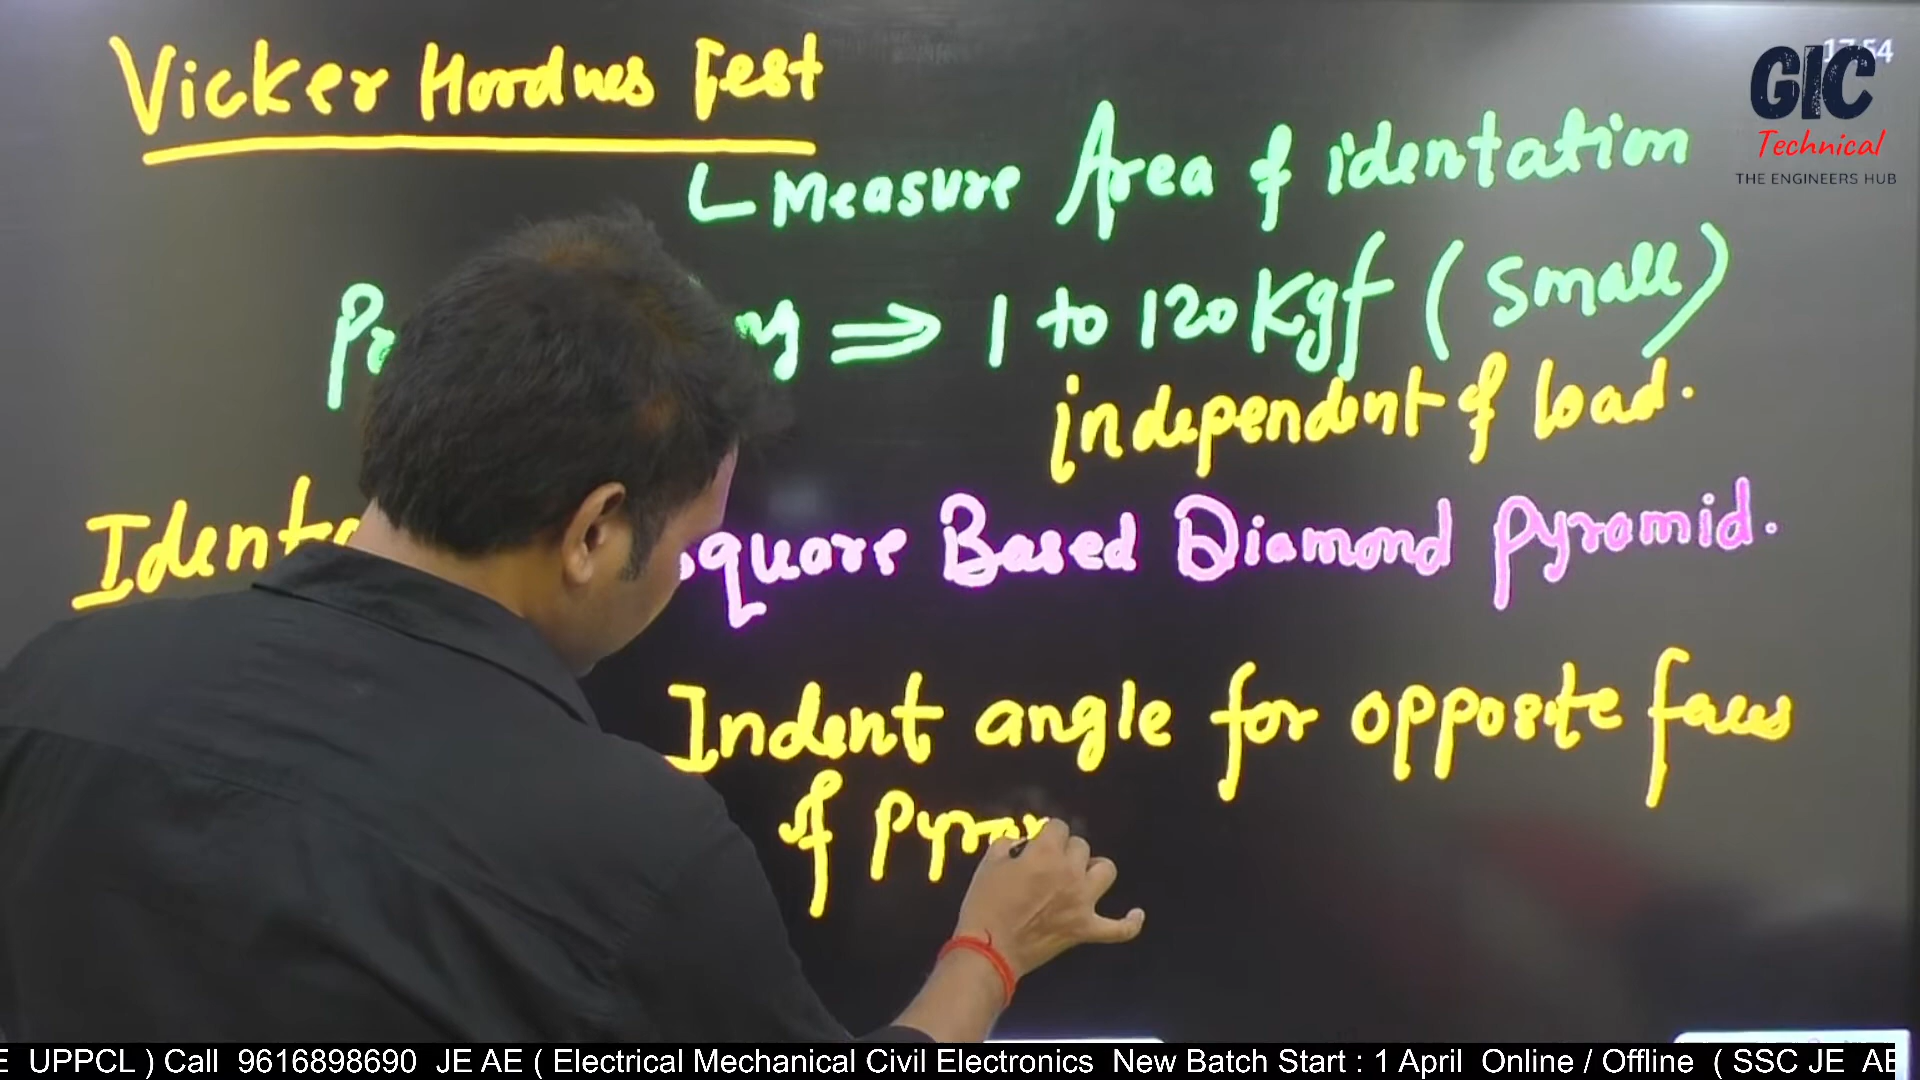 Vicker Hardnes Test
17:54
GIC
Technical
THE ENGINEERS HUB
Measure Area of identation
⇒ 1 to 120 Kgf (Small)
independent of load.
Square Based Diamond Pyramid.
Indent angle for opposite faces
of
E UPPCL ) Call 9616898690 JE AE ( Electrical Mechanical Civil Electronics New Batch Start : 1 April Online / Offline ( SSC JE AE